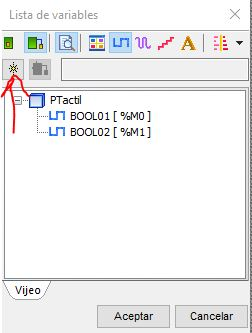 Lista de variables
PTactil
BOOL01 [ %M0 ]
BOOL02 [ %M1 ]
Vijeo
Aceptar
Cancelar